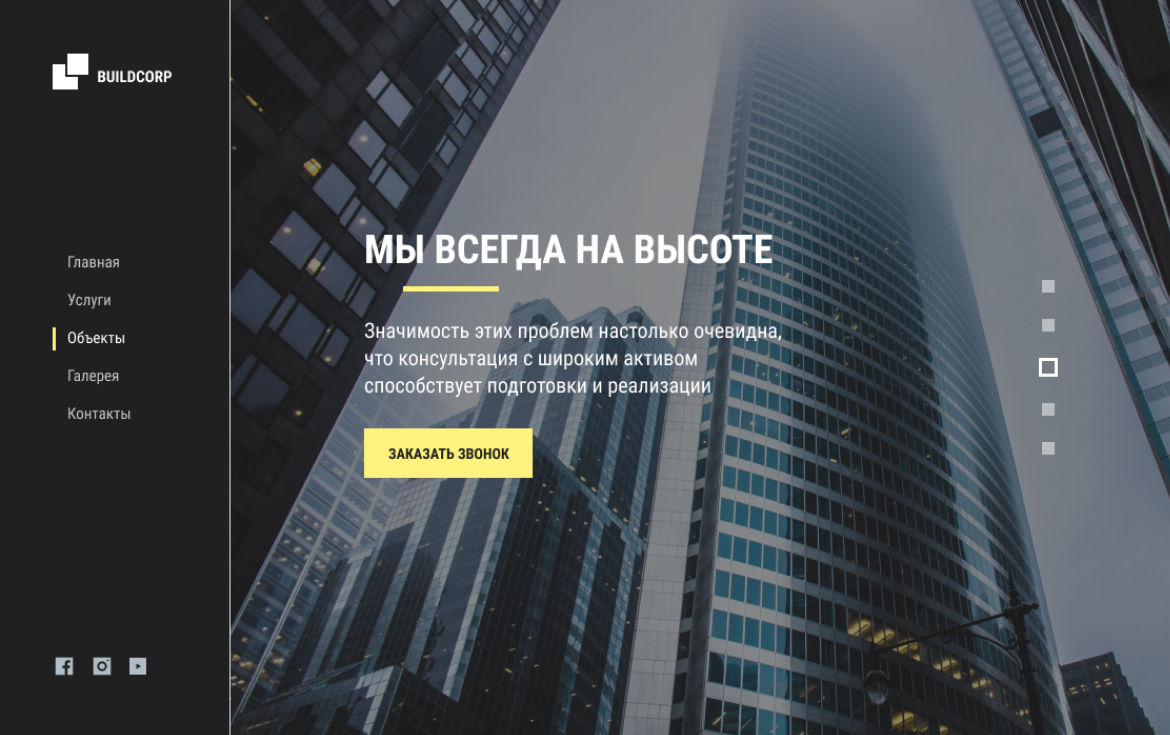 BUILDCORP
Главная
Услуги
Объекты
Галерея
Контакты
МЫ ВСЕГДА НА ВЫСОТЕ
Значимость этих проблем настолько очевидна,
что консультация с широким активом
способствует подготовки и реализации
ЗАКАЗАТЬ ЗВОНОК